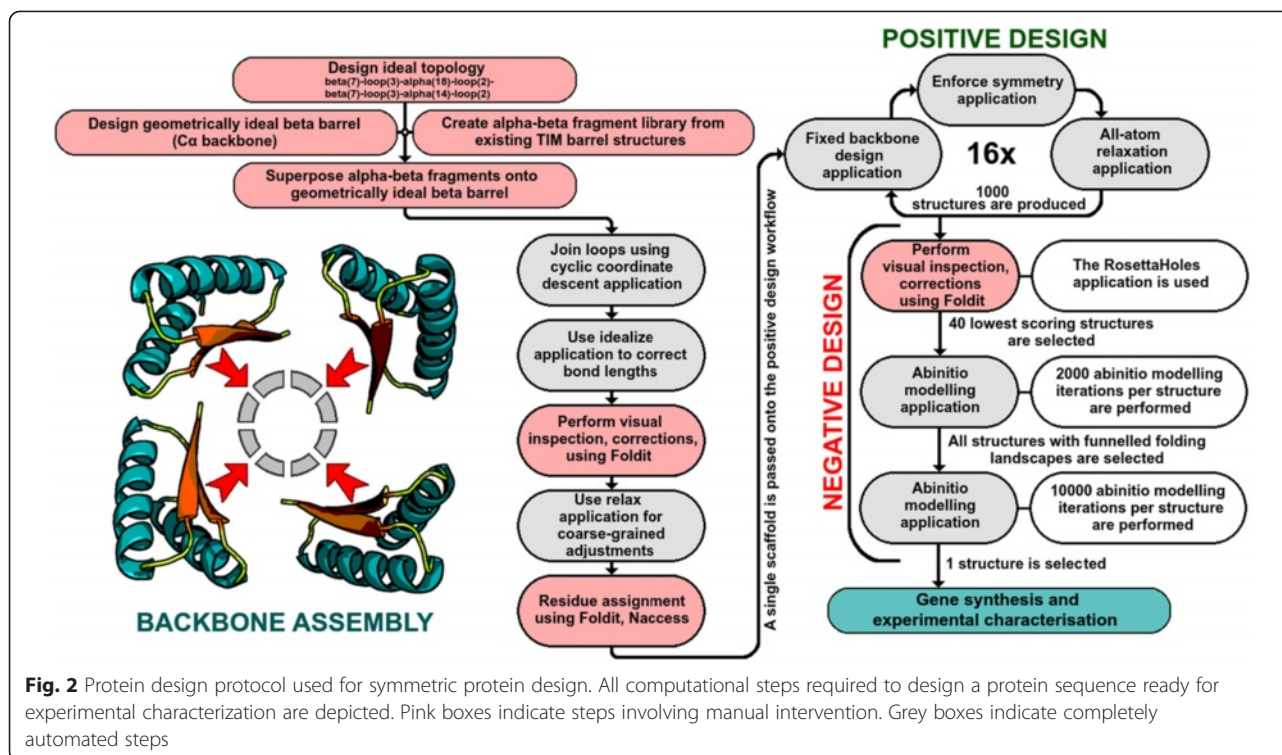 Design ideal topology
beta(7)-loop(3)-alpha(18)-loop(2)-
beta(7)-loop(3)-alpha(14)-loop(2)
Design geometrically ideal beta barrel
(Cα backbone)
Create alpha-beta fragment library from
existing TIM barrel structures
Superpose alpha-beta fragments onto
geometrically ideal beta barrel
Join loops using
cyclic coordinate
descent application
Use idealize
application to correct
bond lengths
Perform visual
inspection, corrections,
using Foldit
Use relax
application for
coarse-grained
adjustments
Residue assignment
using Foldit, Naccess
BACKBONE ASSEMBLY
A single scaffold is passed onto the positive design workflow
POSITIVE DESIGN
Enforce symmetry
application
Fixed backbone
design
application
16x
All-atom
relaxation
application
1000
structures are produced
NEGATIVE DESIGN
Perform
visual inspection,
corrections
using Foldit
The RosettaHoles
application is used
40 lowest scoring structures
are selected
Abinitio
modelling
application
2000 abinitio modelling
iterations per structure
are performed
All structures with funnelled folding
landscapes are selected
Abinitio
modelling
application
10000 abinitio modelling
iterations per structure
are performed
1 structure is selected
Gene synthesis and
experimental characterisation
Fig. 2 Protein design protocol used for symmetric protein design. All computational steps required to design a protein sequence ready for
experimental characterization are depicted. Pink boxes indicate steps involving manual intervention. Grey boxes indicate completely
automated steps